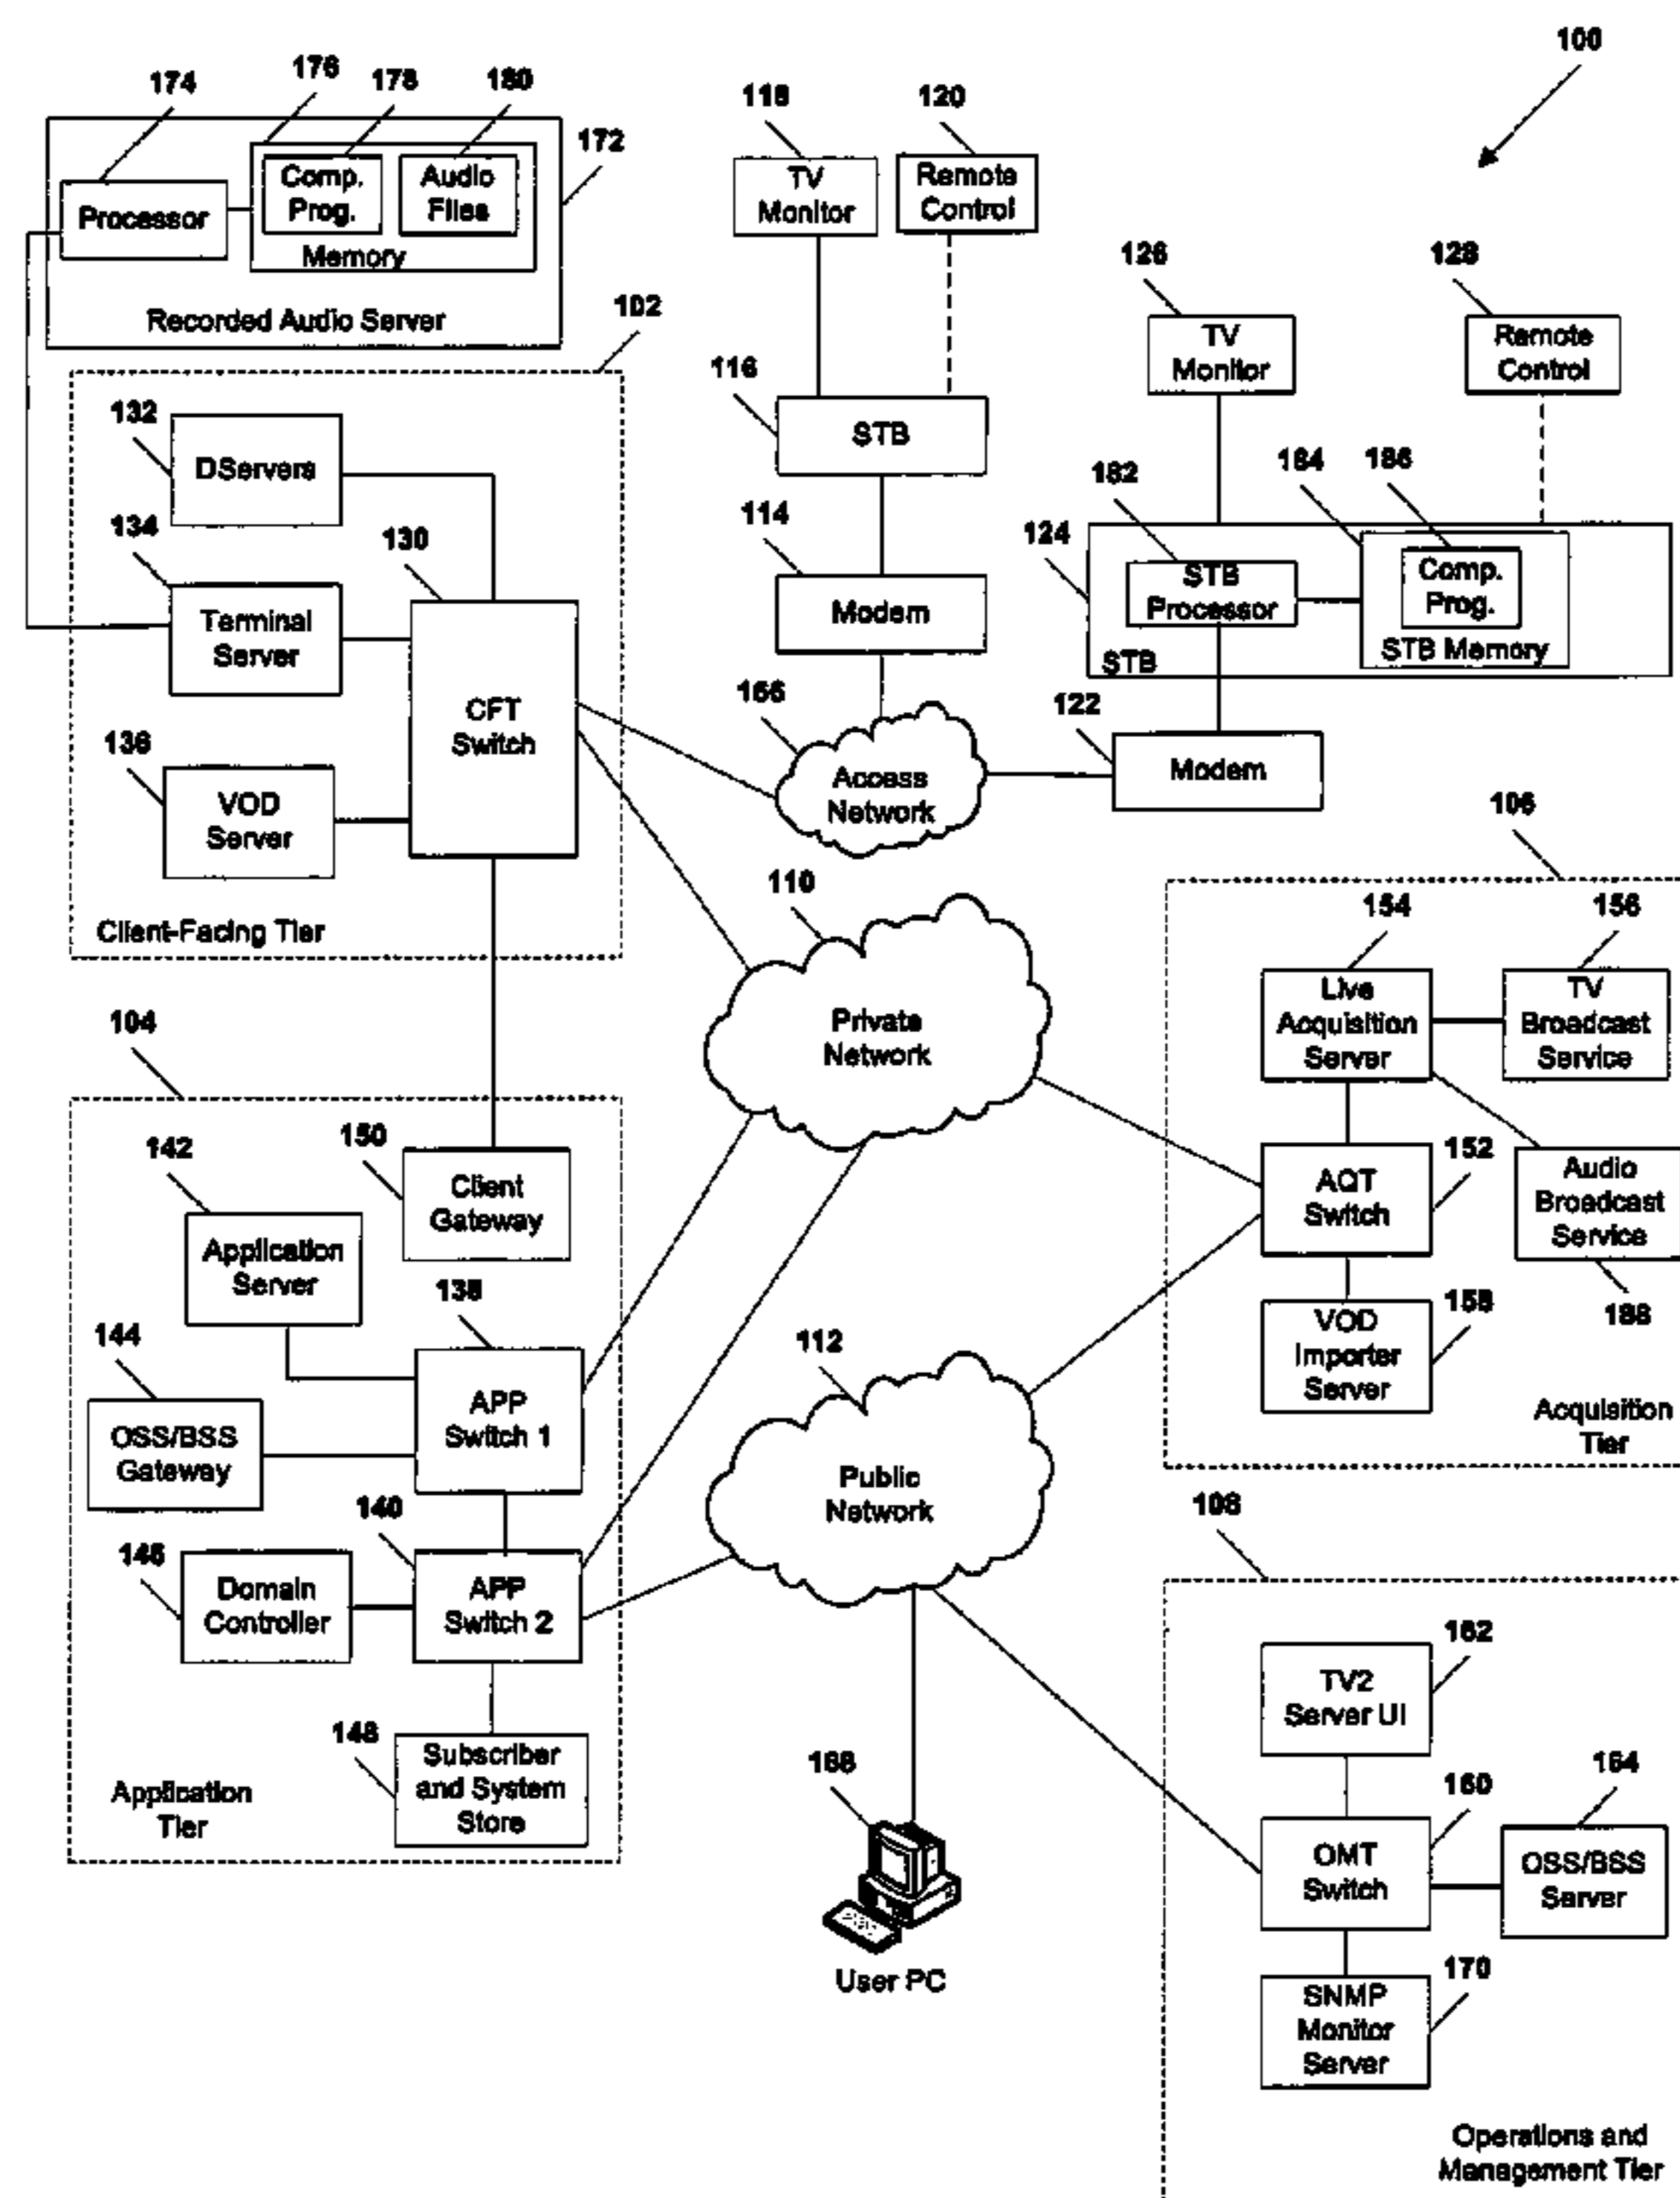 100
174
176
178
180
172
Comp.
Prog.
Audio
Files
Processor
Memory
Recorded Audio Server
118
120
TV
Monitor
Remote
Control
126
128
TV
Monitor
Remote
Control
102
116
STB
132
DServers
182
184
186
124
STB
Processor
Comp.
Prog.
STB Memory
STB
114
Modem
134
130
Terminal
Server
CFT
Switch
166
Access
Network
122
Modem
136
VOD
Server
Client-Facing Tier
110
Private
Network
106
154
156
Live
Acquisition
Server
TV
Broadcast
Service
152
AQT
Switch
Audio
Broadcast
Service
188
158
VOD
Importer
Server
Acquisition
Tier
104
150
Client
Gateway
142
Application
Server
138
APP
Switch 1
144
OSS/BSS
Gateway
112
Public
Network
140
APP
Switch 2
146
Domain
Controller
148
Subscriber
and System
Store
Application
Tier
168
User PC
108
162
TV2
Server UI
160
OMT
Switch
164
OSS/BSS
Server
170
SNMP
Monitor
Server
Operations and
Management Tier